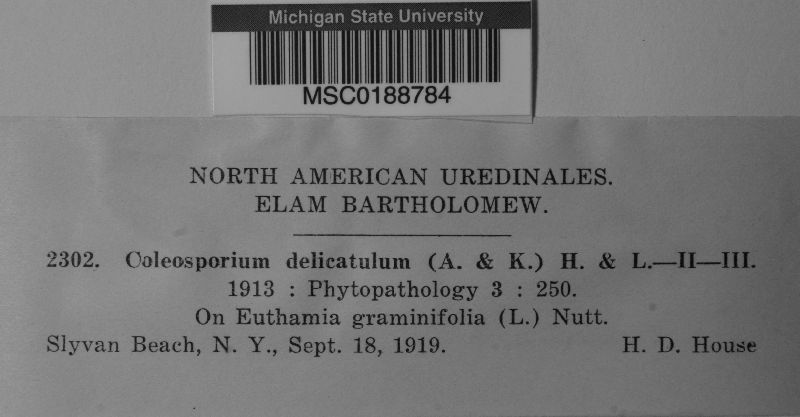 Michigan State University
MSC0188784
NORTH AMERICAN UREDINALES.
ELAM BARTHOLOMEW.
2302. Coleosporium delicatulum (A. & K.) H. & L.—II—III.
1913 : Phytopathology 3 : 250.
On Euthamia graminifolia (L.) Nutt.
Slyvan Beach, N. Y., Sept. 18, 1919. H. D. House